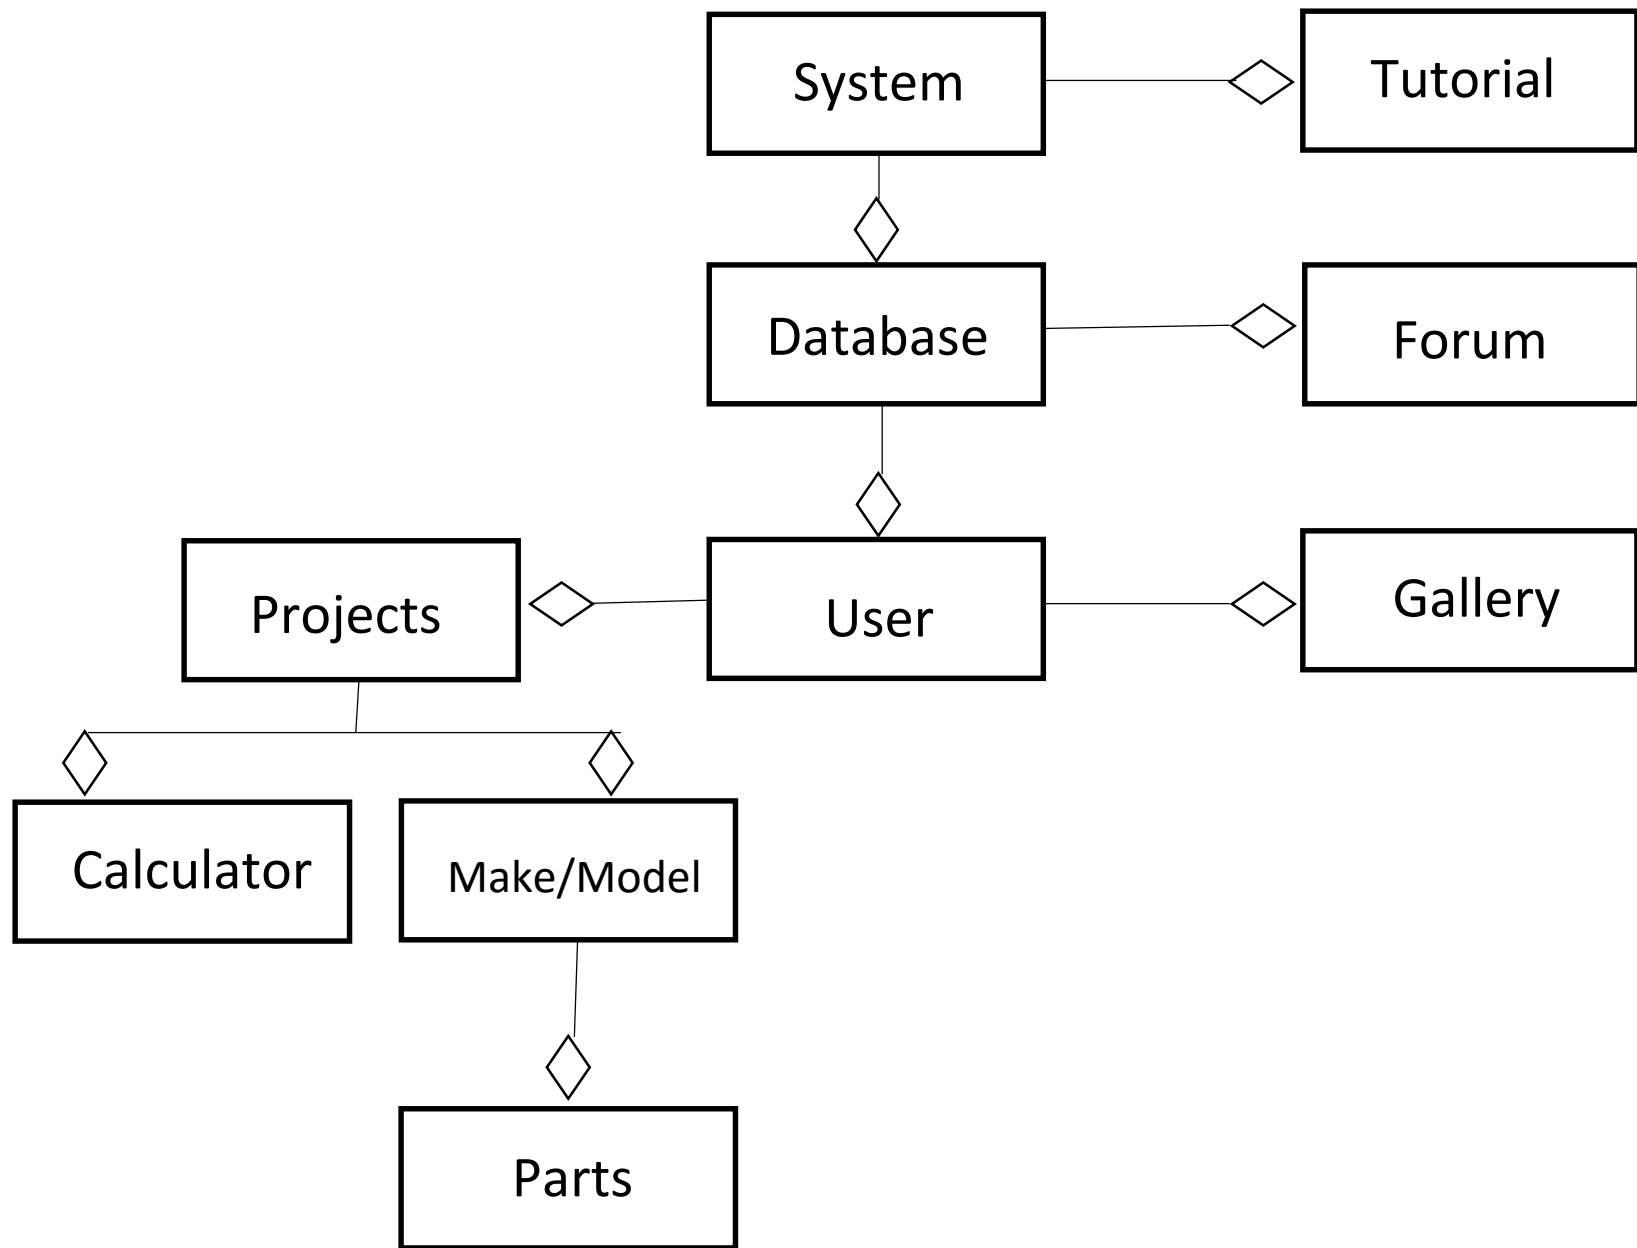 System
Tutorial
Database
Forum
Projects
User
Gallery
Calculator
Make/Model
Parts